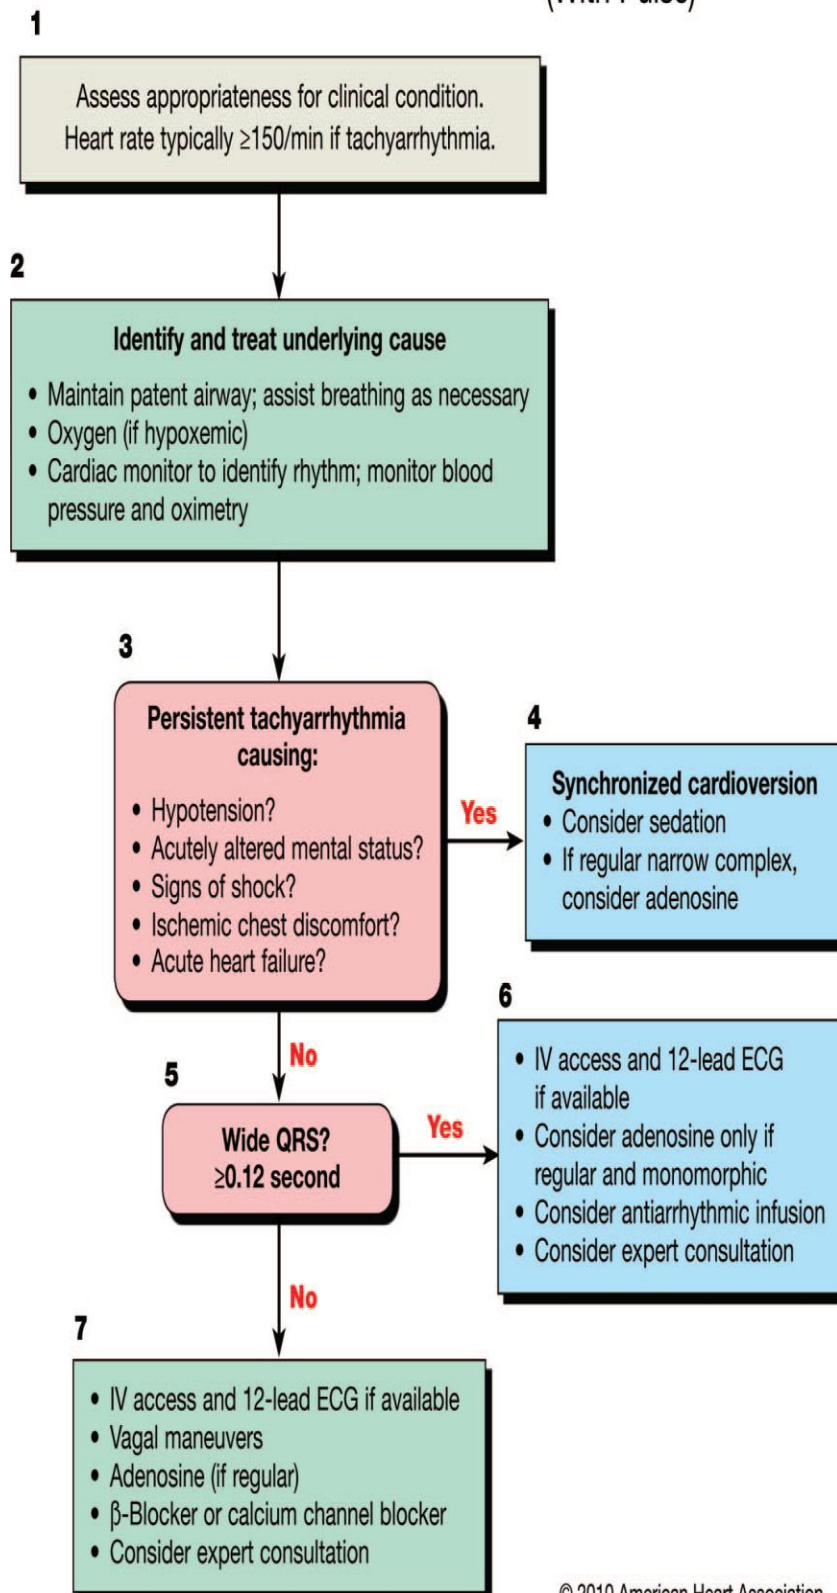 (With Pulse)
1
Assess appropriateness for clinical condition.
Heart rate typically ≥150/min if tachyarrhythmia.
2
Identify and treat underlying cause
• Maintain patent airway; assist breathing as necessary
• Oxygen (if hypoxemic)
• Cardiac monitor to identify rhythm; monitor blood
pressure and oximetry
3
Persistent tachyarrhythmia
causing:
• Hypotension?
• Acutely altered mental status?
• Signs of shock?
• Ischemic chest discomfort?
• Acute heart failure?
Yes
4
Synchronized cardioversion
• Consider sedation
• If regular narrow complex,
consider adenosine
No
5
Wide QRS?
≥0.12 second
Yes
6
• IV access and 12-lead ECG
if available
• Consider adenosine only if
regular and monomorphic
• Consider antiarrhythmic infusion
• Consider expert consultation
No
7
• IV access and 12-lead ECG if available
• Vagal maneuvers
• Adenosine (if regular)
• β-Blocker or calcium channel blocker
• Consider expert consultation
© 2010 American Heart Association